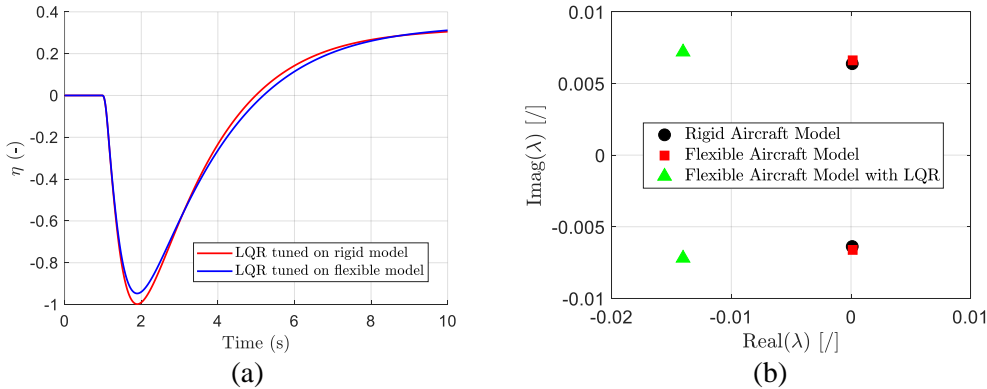 0.4
0.2
0
-0.2
-0.4
-0.6
-0.8
-1
η (-)
0 2 4 6 8 10
Time (s)
LQR tuned on rigid model
LQR tuned on flexible model
(a)
0.01
0.005
0
-0.005
-0.01
Imag(λ) [/]
Rigid Aircraft Model
Flexible Aircraft Model
Flexible Aircraft Model with LQR
-0.02 -0.01 0 0.01
Real(λ) [/]
(b)